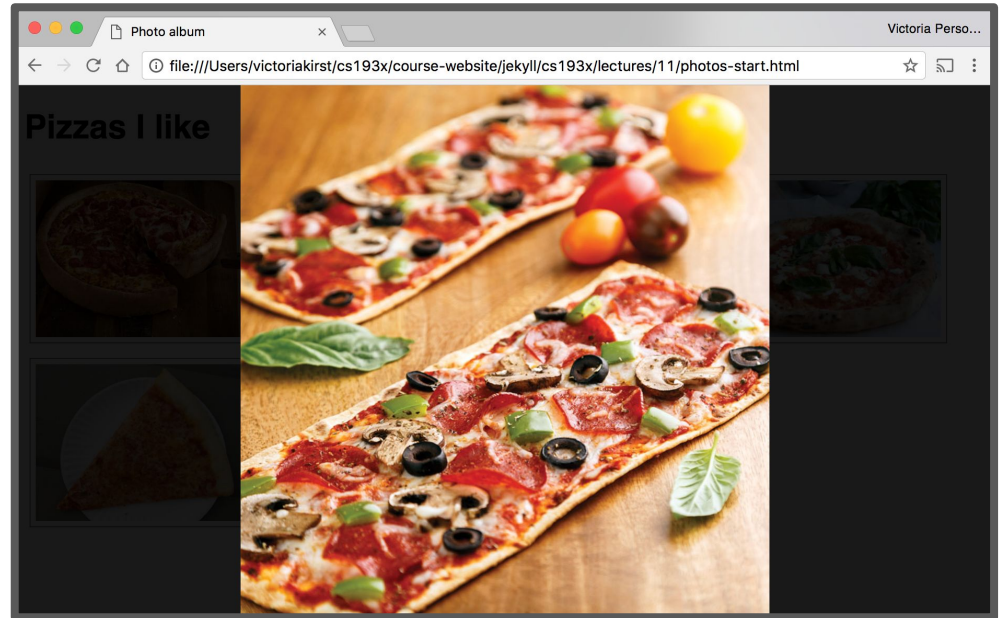 Photo album
Victoria Perso...
file:///Users/victoriakirst/cs193x/course-website/jekyll/cs193x/lectures/11/photos-start.html
Pizzas I like